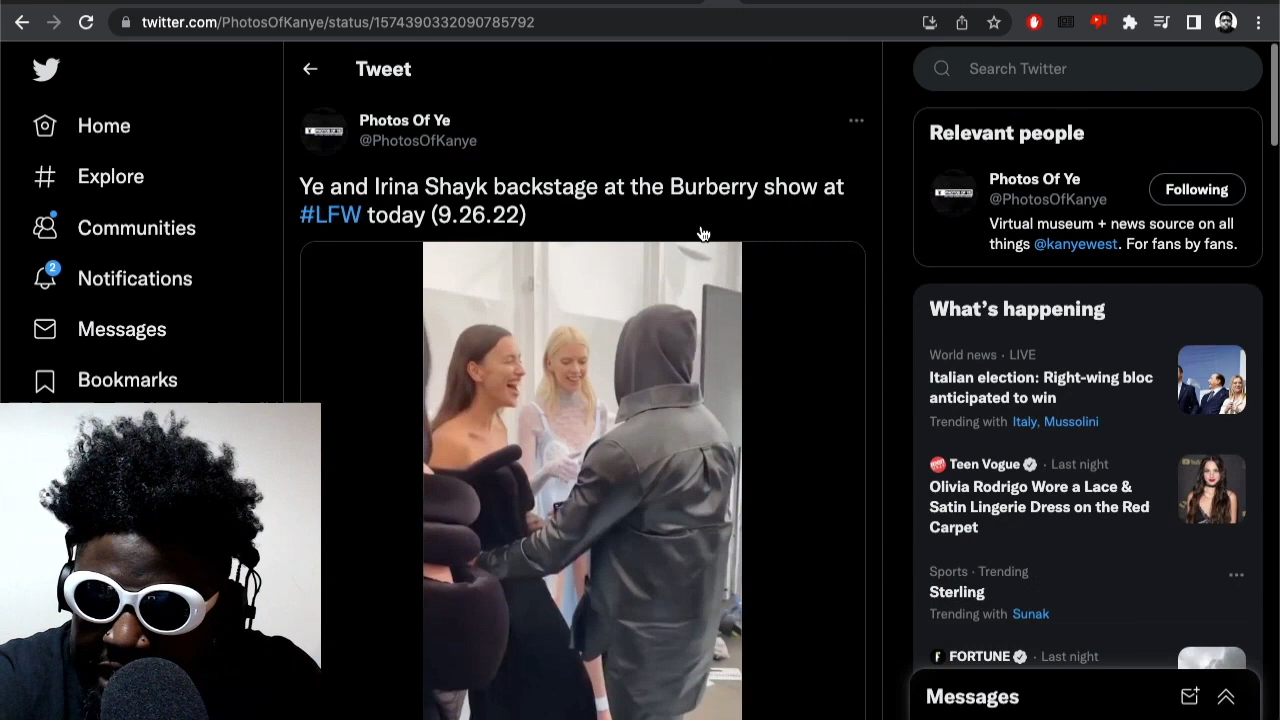 twitter.com/PhotosOfKanye/status/1574390332090785792
Home
Explore
Communities
2
Notifications
Messages
Bookmarks
Tweet
Photos Of Ye
@PhotosOfKanye
Ye and Irina Shayk backstage at the Burberry show at
#LFW today (9.26.22)
Search Twitter
Relevant people
Photos Of Ye
@PhotosOfKanye
Following
Virtual museum + news source on all
things @kanyewest. For fans by fans.
What's happening
World news · LIVE
Italian election: Right-wing bloc
anticipated to win
Trending with Italy, Mussolini
Teen Vogue · Last night
Olivia Rodrigo Wore a Lace &
Satin Lingerie Dress on the Red
Carpet
Sports · Trending
Sterling
Trending with Sunak
FORTUNE · Last night
Messages